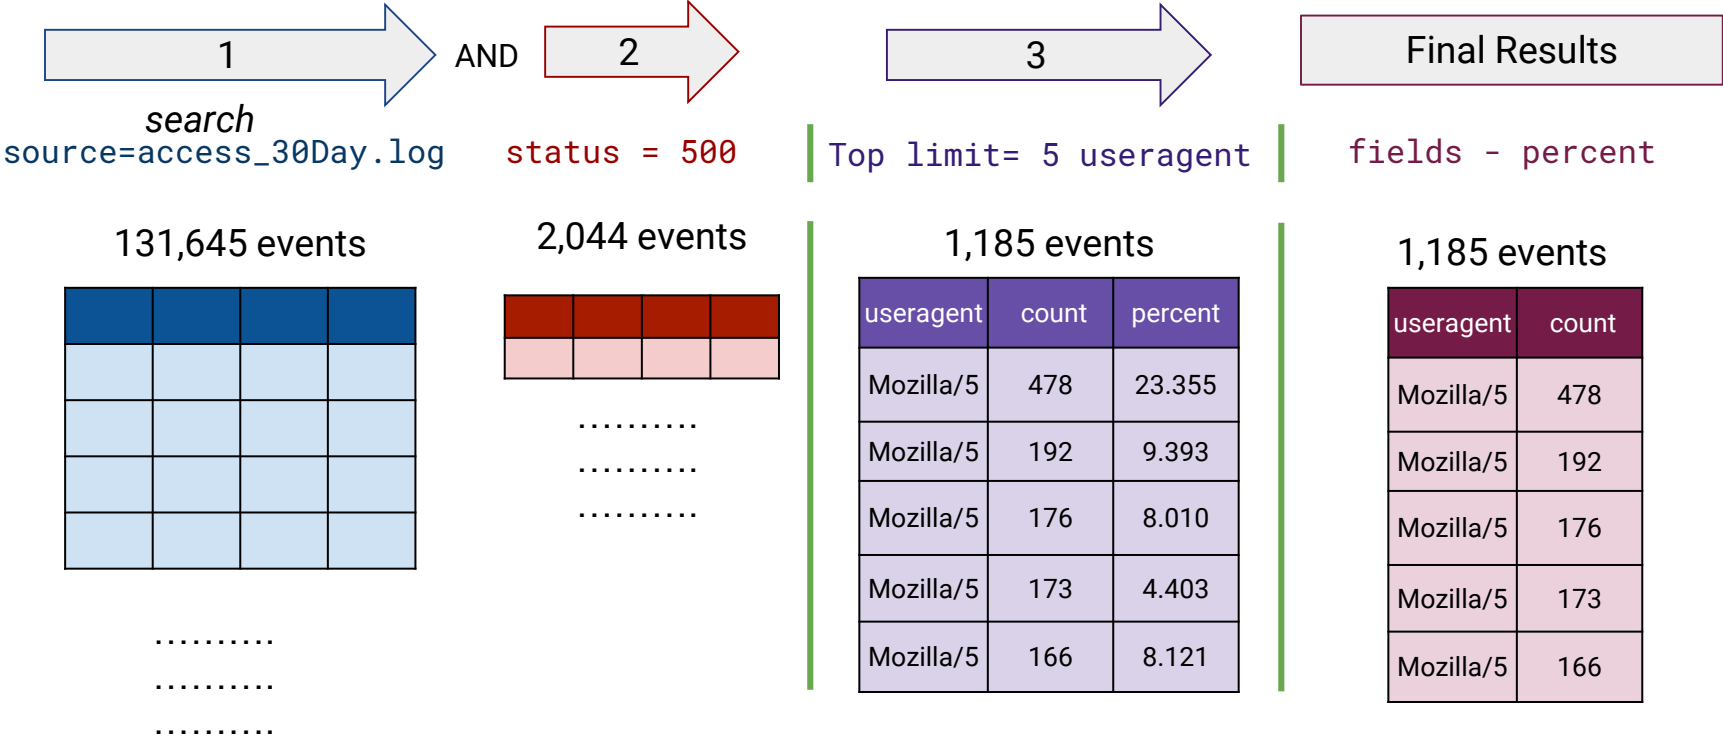 1
AND
2
3
Final Results
search
source=access_30Day.log
status = 500
Top limit= 5 useragent
fields - percent
131,645 events
2,044 events
1,185 events
1,185 events
..........
..........
..........
..........
..........
..........
useragent count percent
Mozilla/5 478 23.355
Mozilla/5 192 9.393
Mozilla/5 176 8.010
Mozilla/5 173 4.403
Mozilla/5 166 8.121
useragent count
Mozilla/5 478
Mozilla/5 192
Mozilla/5 176
Mozilla/5 173
Mozilla/5 166